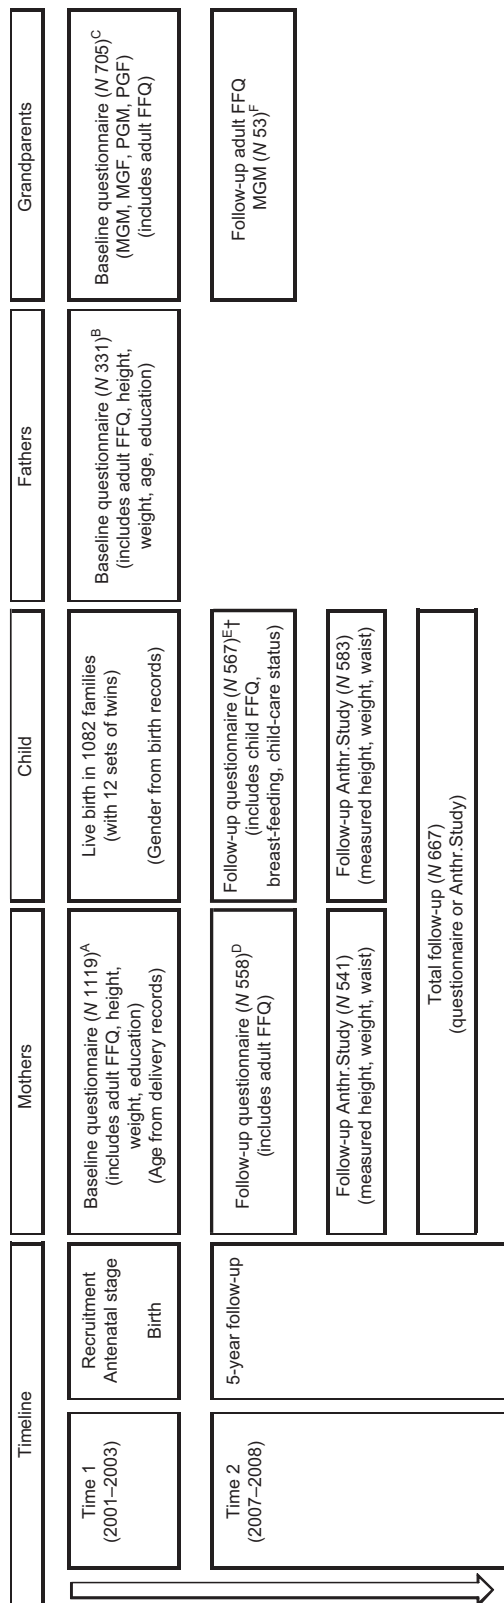 Timeline
Mothers
Child
Fathers
Grandparents
Time 1
(2001–2003)
Recruitment
Antenatal stage
Birth
Baseline questionnaire (N 1119)A
(includes adult FFQ, height,
weight, education)
(Age from delivery records)
Live birth in 1082 families
(with 12 sets of twins)
(Gender from birth records)
Baseline questionnaire (N 331)B
(includes adult FFQ, height,
weight, age, education)
Baseline questionnaire (N 705)C
(MGM, MGF, PGM, PGF)
(includes adult FFQ)
Time 2
(2007–2008)
5-year follow-up
Follow-up questionnaire (N 558)D
(includes adult FFQ)
Follow-up questionnaire (N 567)E†
(includes child FFQ,
breast-feeding, child-care status)
Follow-up adult FFQ
MGM (N 53)F
Follow-up Anthr.Study (N 541)
(measured height, weight, waist)
Follow-up Anthr.Study (N 583)
(measured height, weight, waist)
Total follow-up (N 667)
(questionnaire or Anthr.Study)